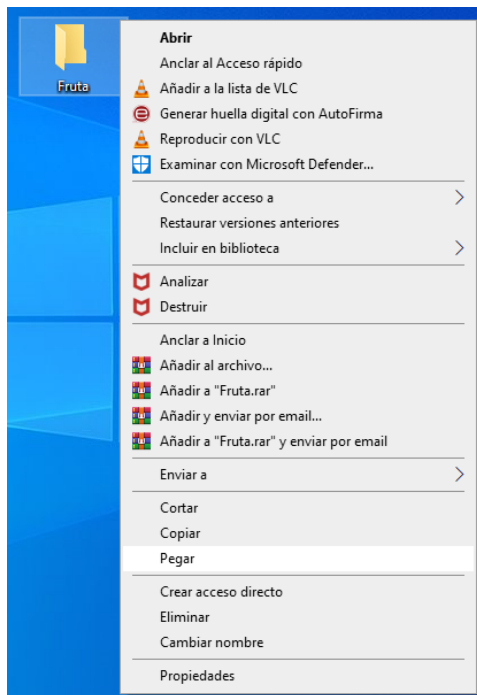 Fruta
Abrir
Anclar al Acceso rápido
Añadir a la lista de VLC
Generar huella digital con AutoFirma
Reproducir con VLC
Examinar con Microsoft Defender...
Conceder acceso a
Restaurar versiones anteriores
Incluir en biblioteca
Analizar
Destruir
Anclar a Inicio
Añadir al archivo...
Añadir a "Fruta.rar"
Añadir y enviar por email...
Añadir a "Fruta.rar" y enviar por email
Enviar a
Cortar
Copiar
Pegar
Crear acceso directo
Eliminar
Cambiar nombre
Propiedades